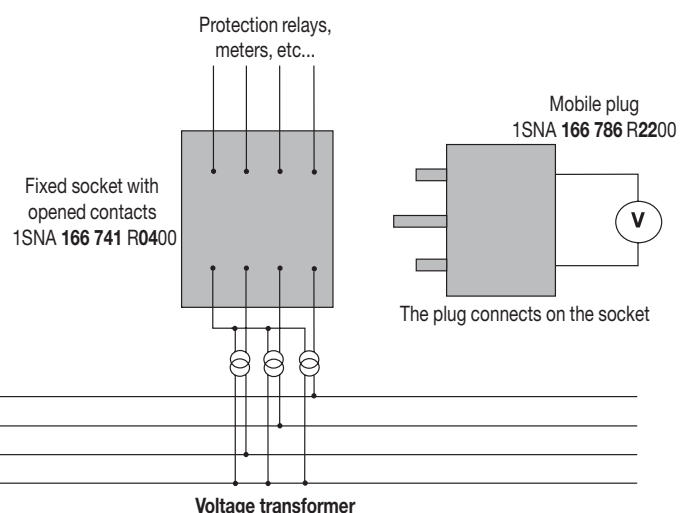 Protection relays,
meters, etc...
Mobile plug
1SNA 166 786 R2200
Fixed socket with
opened contacts
1SNA 166 741 R0400
V
The plug connects on the socket
Voltage transformer